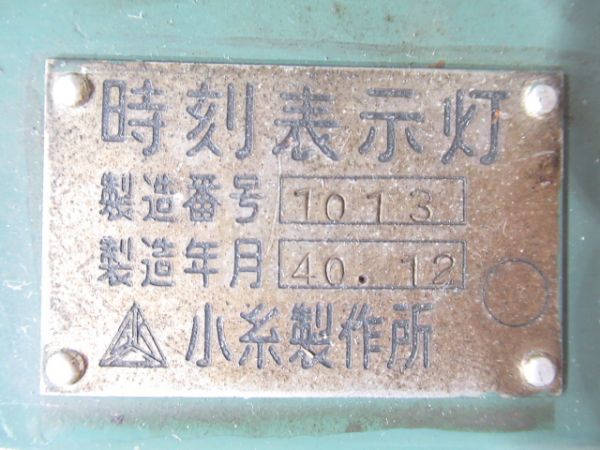 時刻表示灯
製造番号 1013
製造年月 40.12
小糸製作所